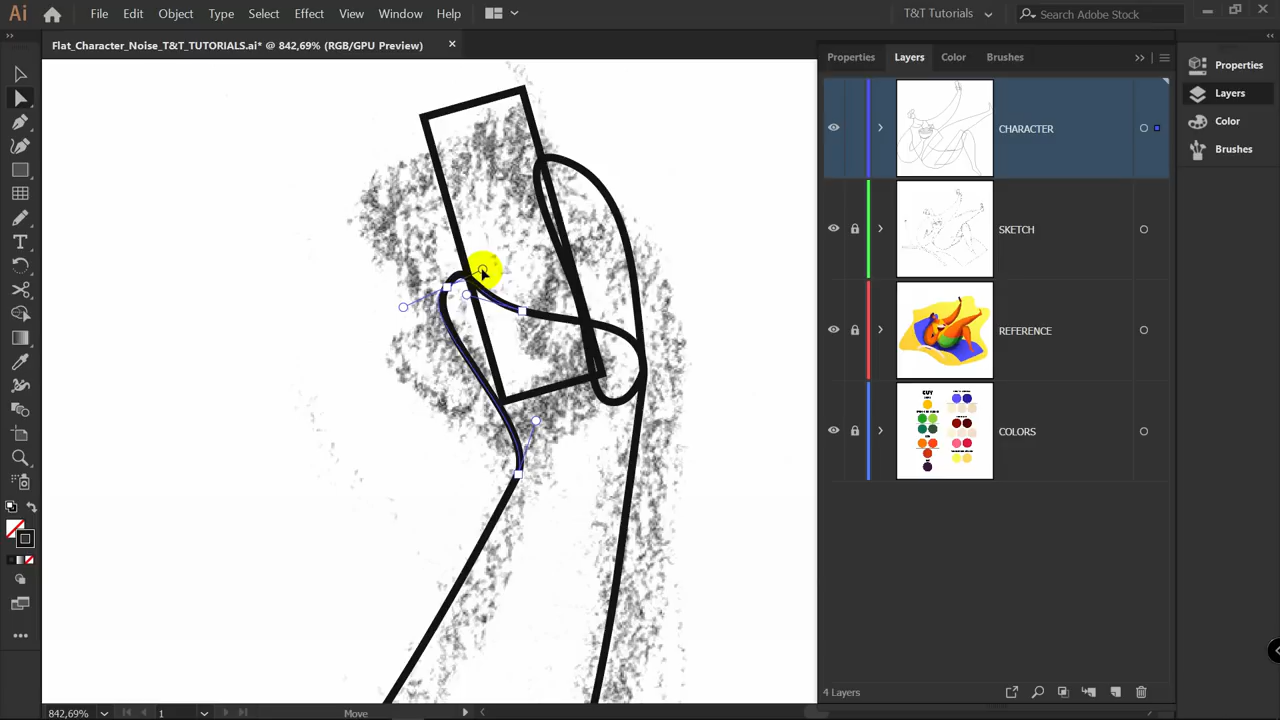 Ai File Edit Object Type Select Effect View Window Help T&T Tutorials Search Adobe Stock
Flat_Character_Noise_T&T_TUTORIALS.ai* @ 842,69% (RGB/GPU Preview)
Properties Layers Color Brushes
CHARACTER
SKETCH
REFERENCE
COLORS
4 Layers
Properties
Layers
Color
Brushes
842,69% 1 Move